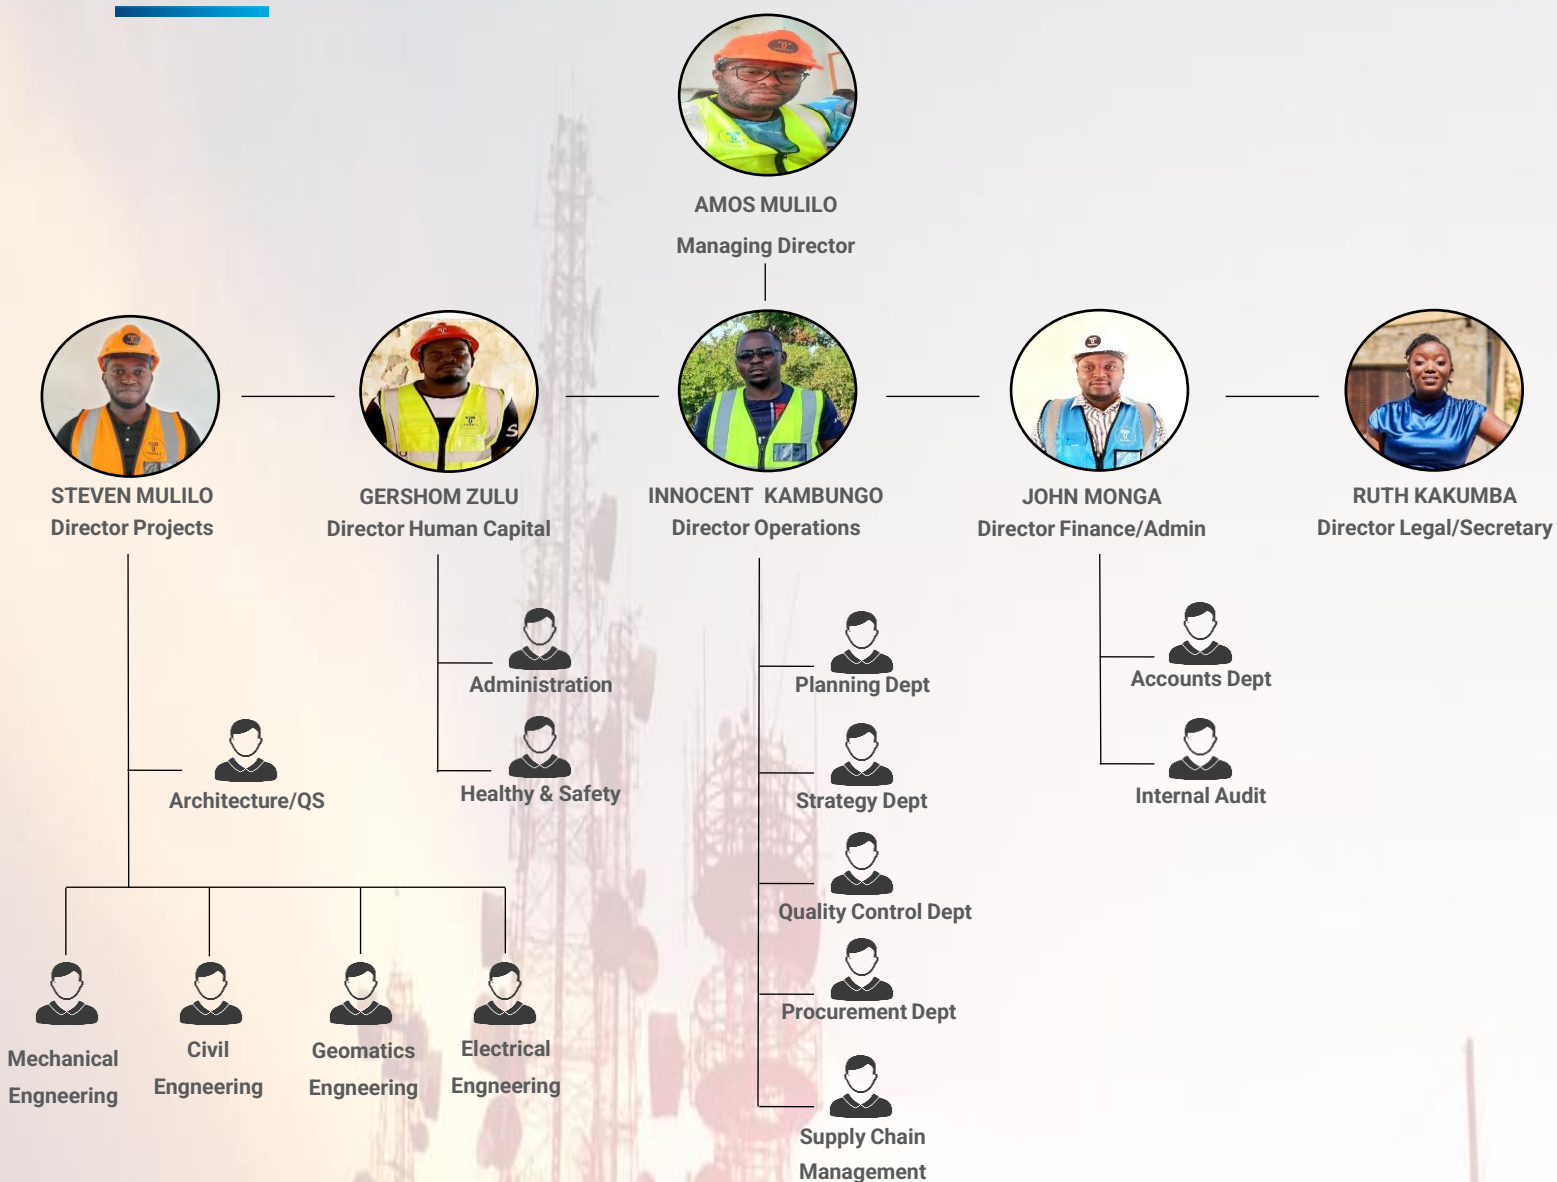 AMOS MULILO
Managing Director
STEVEN MULILO
Director Projects
GERSHOM ZULU
Director Human Capital
INNOCENT KAMBUNGO
Director Operations
JOHN MONGA
Director Finance/Admin
RUTH KAKUMBA
Director Legal/Secretary
Administration
Healthy & Safety
Architecture/QS
Mechanical
Engneering
Civil
Engneering
Geomatics
Engneering
Electrical
Engneering
Planning Dept
Strategy Dept
Quality Control Dept
Procurement Dept
Supply Chain
Management
Accounts Dept
Internal Audit